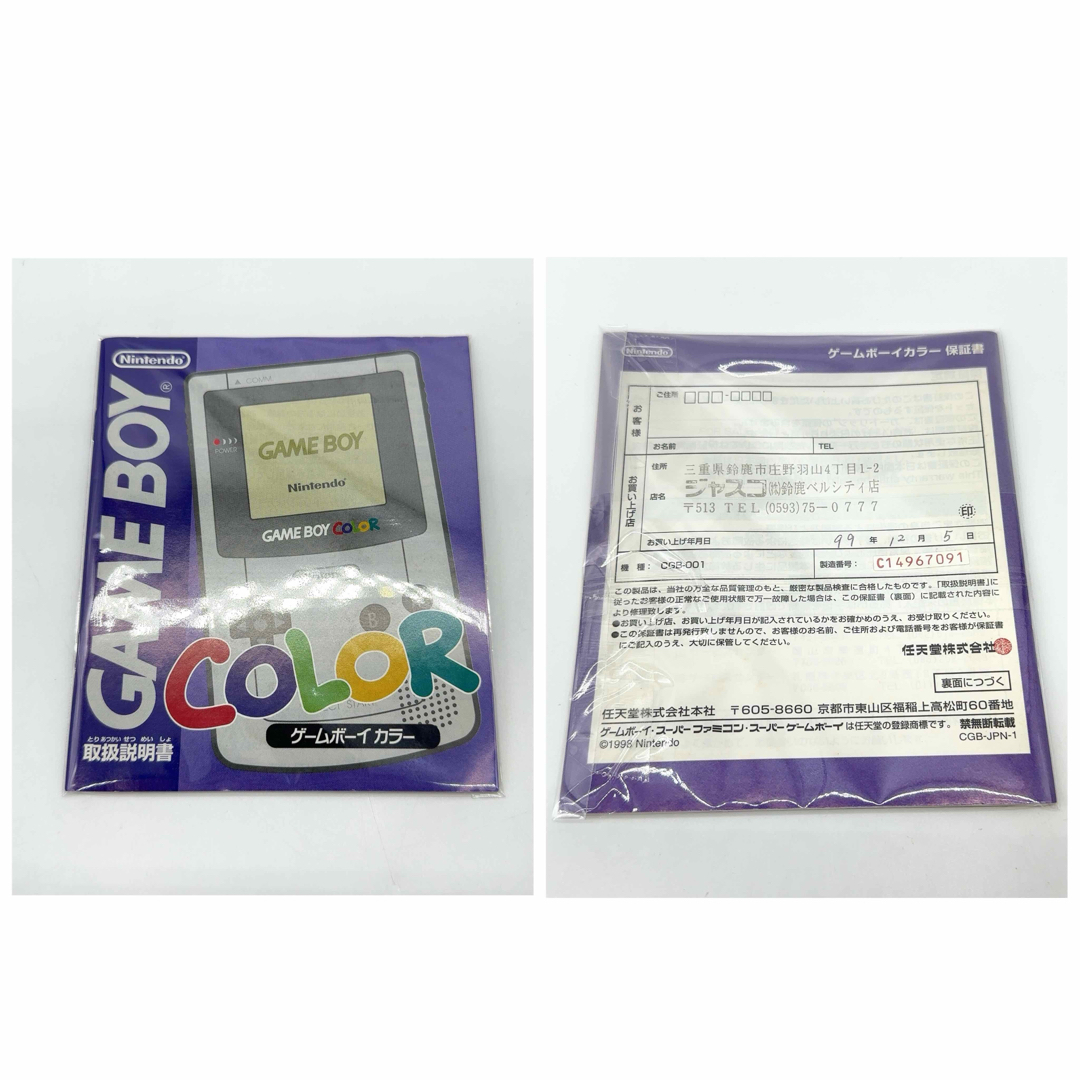 Nintendo
GAME BOY®
▲ COMM.
POWER
GAME BOY
Nintendo®
GAME BOY COLOR
Nintendo
B
START
COLOR
ゲームボーイ カラー
とり あつかい せつ めい しょ
取扱説明書
Nintendo
ゲームボーイカラー 保証書
お客様
ご住所 □□□-□□□□
お名前 TEL
お買い上げ店
住所 三重県鈴鹿市庄野羽山4丁目1-2
店名 ジャスコ(株)鈴鹿ベルシティ店
〒513 TEL (0593)75-0777
印
お買い上げ年月日 99 年 12 月 5 日
機 種: CGB-001 製造番号: C14967091
この製品は、当社の万全な品質管理のもと、厳密な製品検査に合格したものです。「取扱説明書」に
従ったお客様の正常なご使用状態で万一故障した場合は、この保証書(裏面)に記載された内容に
より修理致します。
●お買い上げ店、お買い上げ年月日が記入されているかをお確かめのうえ、お受け取りください。
●この保証書は再発行致しませんので、お客様のお名前、ご住所および電話番号をお客様が保証書
にご記入のうえ、大切に保管してください。
任天堂株式会社
裏面につづく
任天堂株式会社本社 〒605-8660 京都市東山区福稲上高松町60番地
ゲームボーイ・スーパーファミコン・スーパーゲームボーイは任天堂の登録商標です。 禁無断転載
©1998 Nintendo CGB-JPN-1